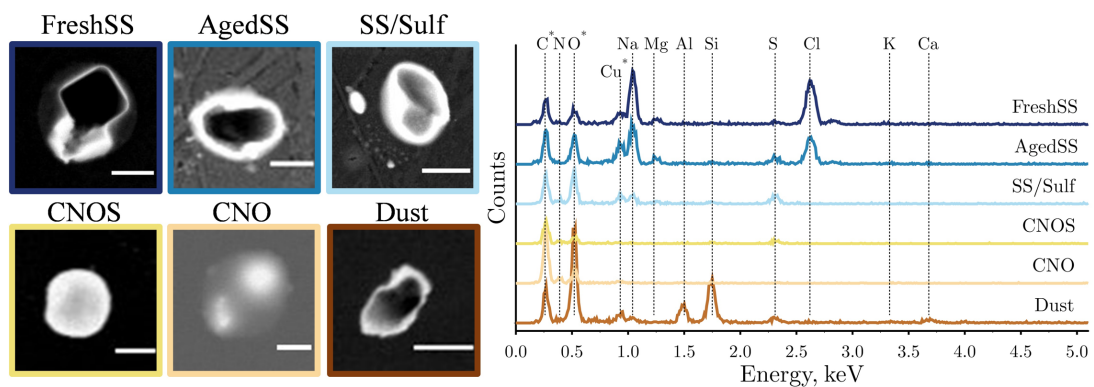 FreshSS AgedSS SS/Sulf
CNOS CNO Dust
C* N O* Na Mg Al Si S Cl K Ca
Cu*
FreshSS
AgedSS
SS/Sulf
CNOS
CNO
Dust
Counts
0.0 0.5 1.0 1.5 2.0 2.5 3.0 3.5 4.0 4.5 5.0
Energy, keV